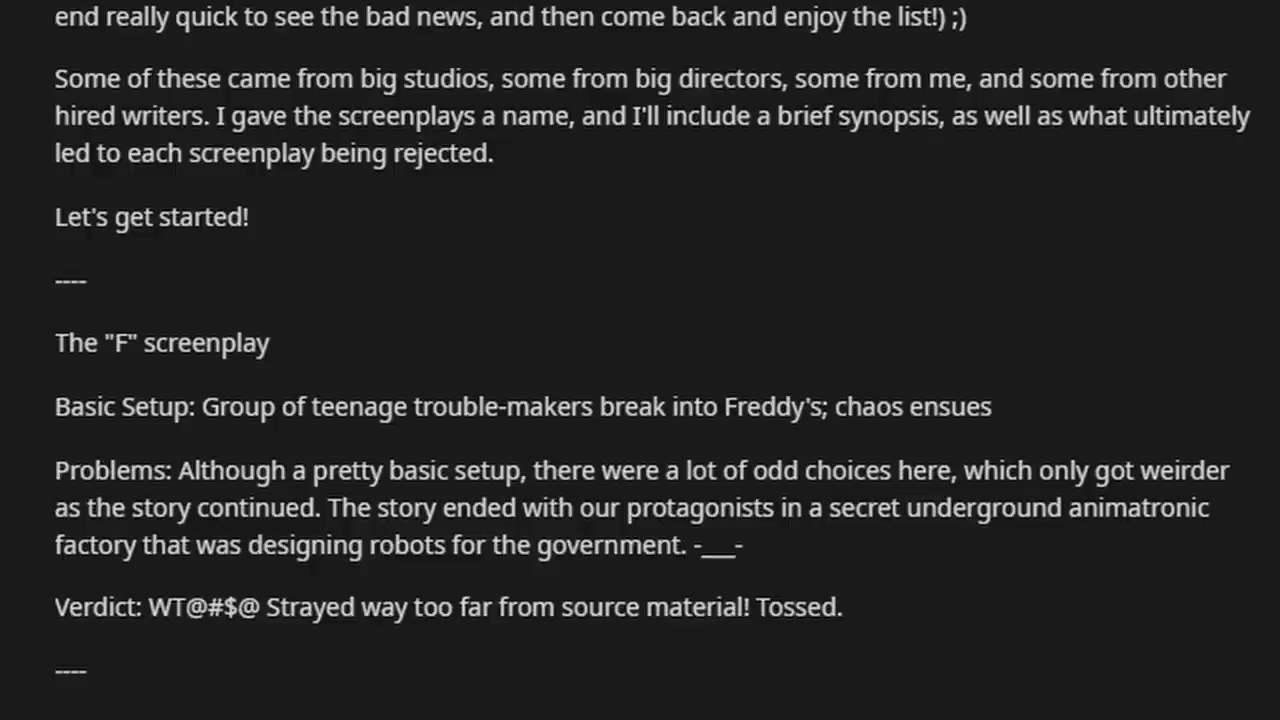 end really quick to see the bad news, and then come back and enjoy the list!) ;)
Some of these came from big studios, some from big directors, some from me, and some from other
hired writers. I gave the screenplays a name, and I'll include a brief synopsis, as well as what ultimately
led to each screenplay being rejected.
Let's get started!
----
The "F" screenplay
Basic Setup: Group of teenage trouble-makers break into Freddy's; chaos ensues
Problems: Although a pretty basic setup, there were a lot of odd choices here, which only got weirder
as the story continued. The story ended with our protagonists in a secret underground animatronic
factory that was designing robots for the government. -___-
Verdict: WT@#$@ Strayed way too far from source material! Tossed.
----